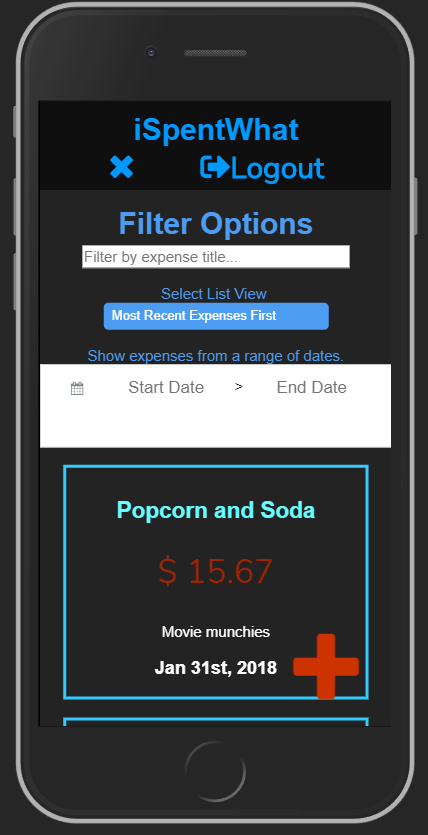 iSpentWhat
Logout
Filter Options
Filter by expense title...
Select List View
Most Recent Expenses First
Show expenses from a range of dates.
Start Date > End Date
Popcorn and Soda
$ 15.67
Movie munchies
Jan 31st, 2018